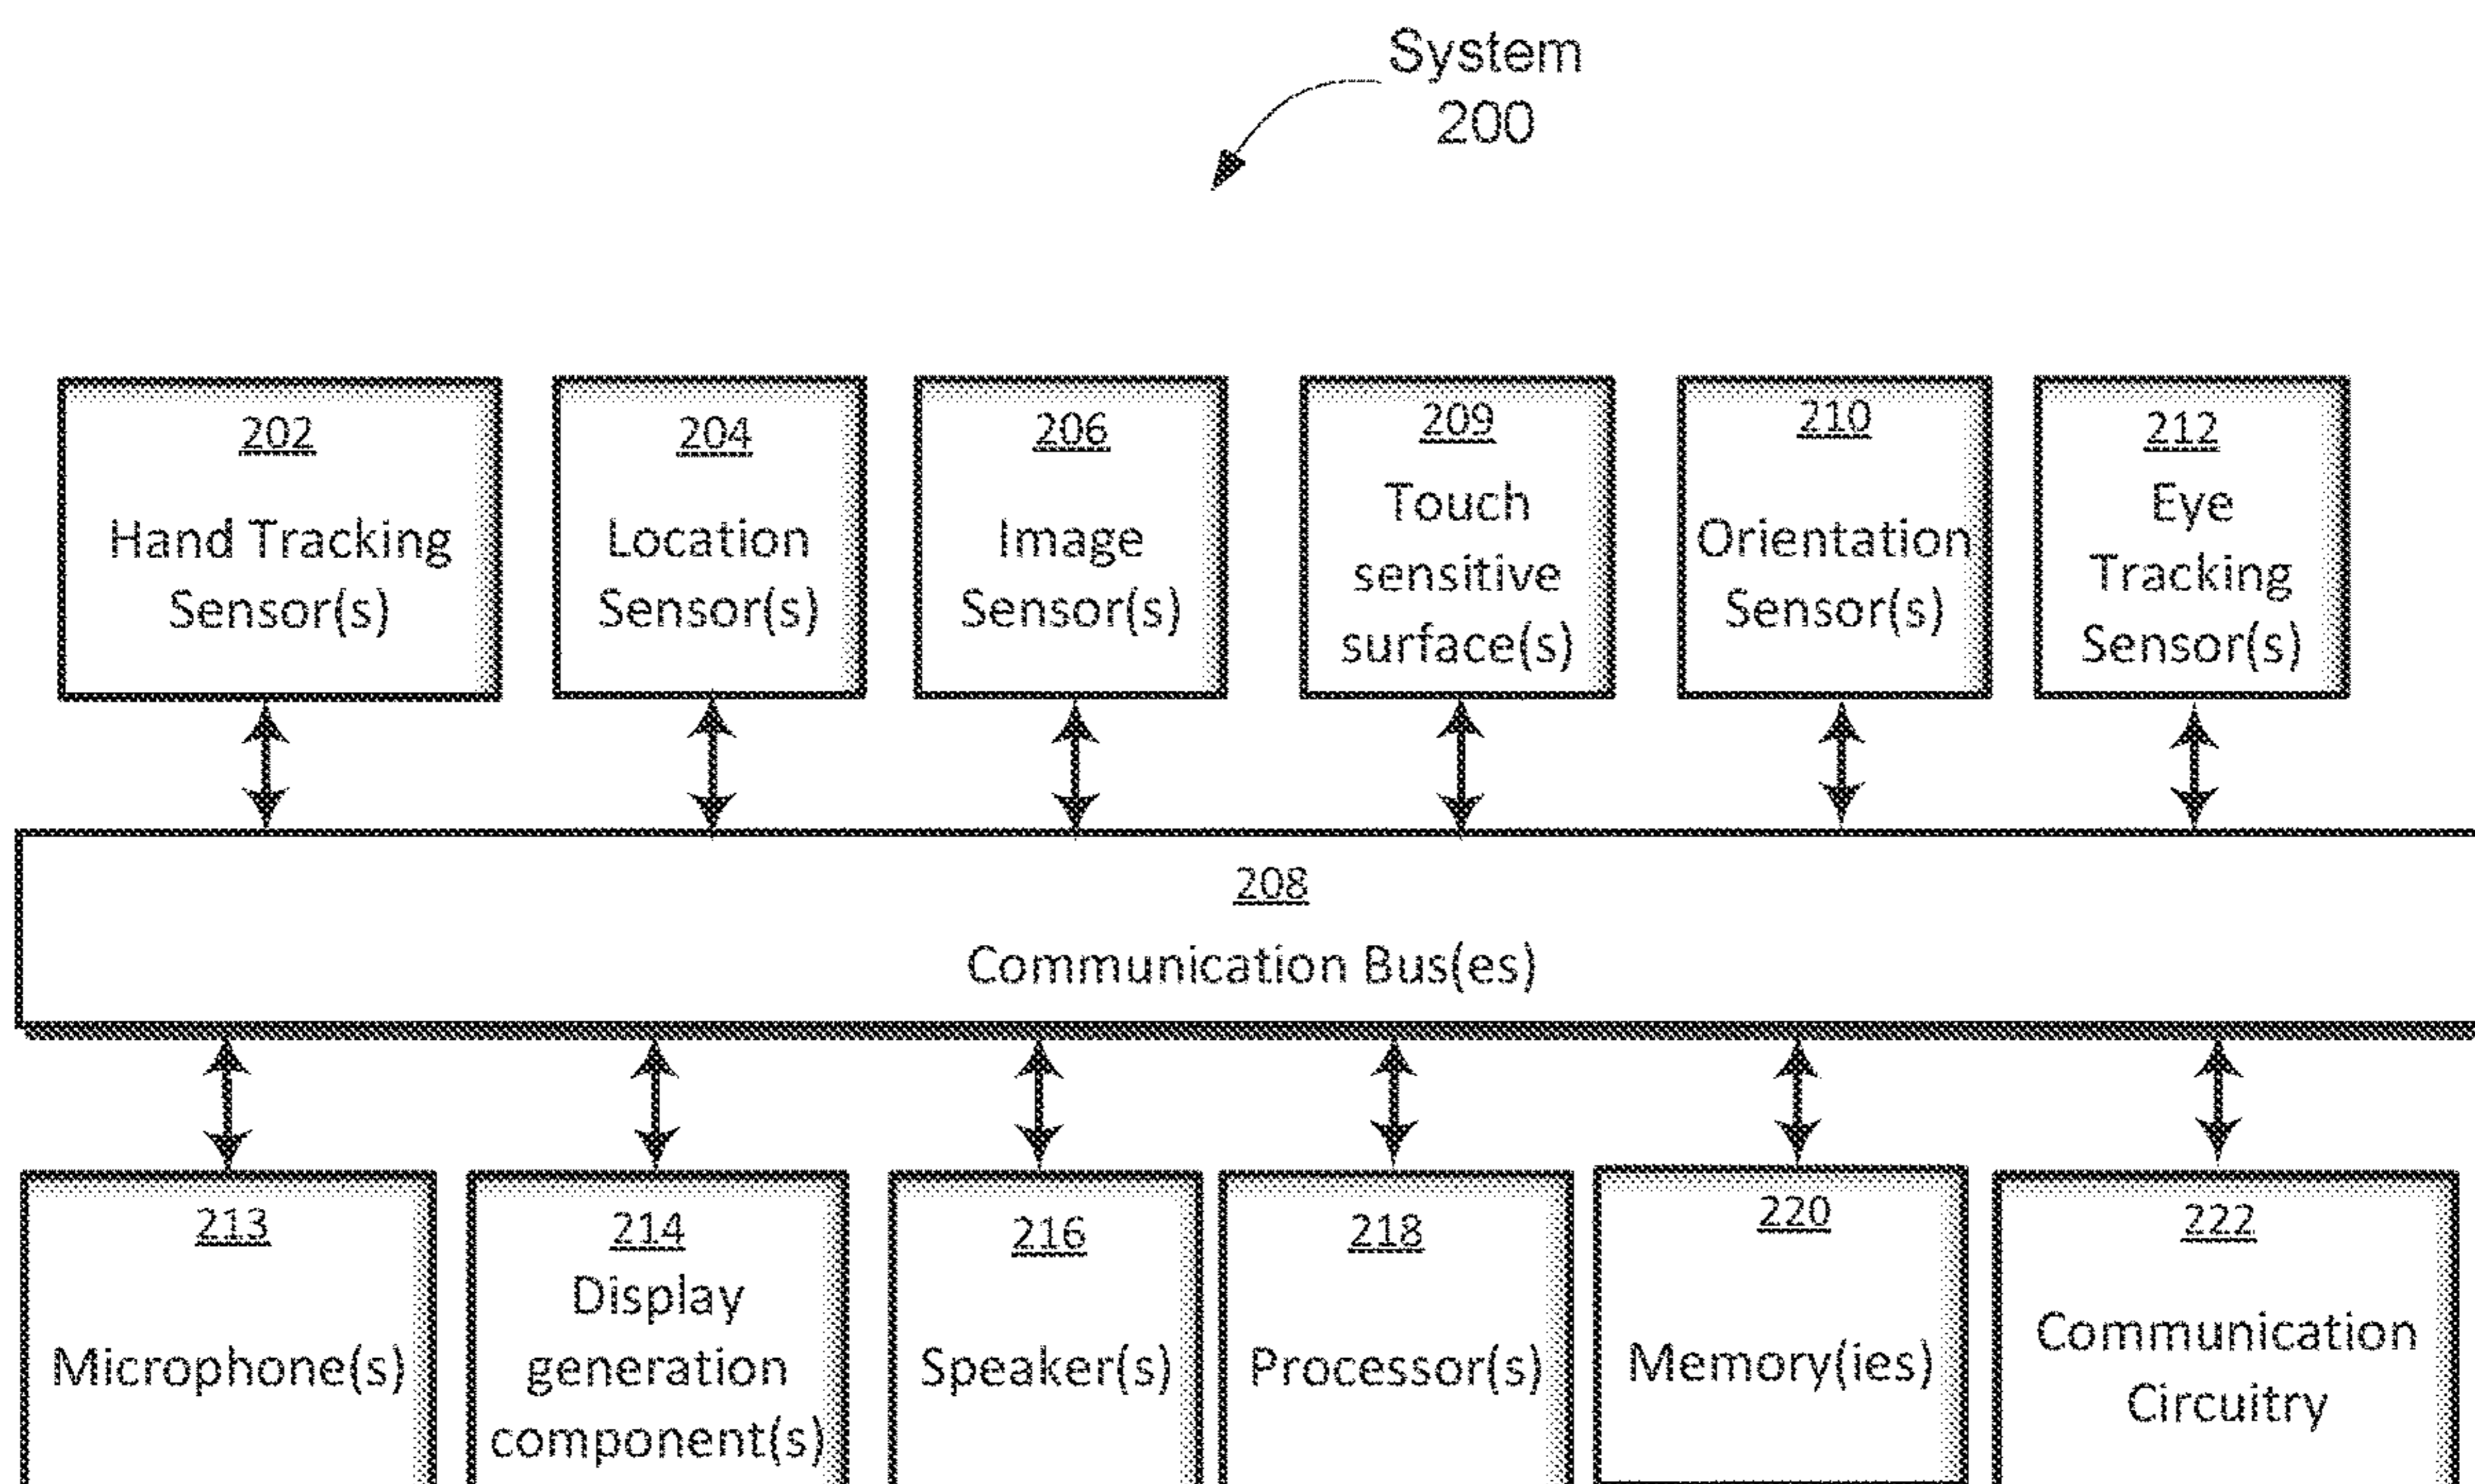 System
200
202
Hand Tracking
Sensor(s)
204
Location
Sensor(s)
206
Image
Sensor(s)
209
Touch
sensitive
surface(s)
210
Orientation
Sensor(s)
212
Eye
Tracking
Sensor(s)
208
Communication Bus(es)
213
Microphone(s)
214
Display
generation
component(s)
216
Speaker(s)
218
Processor(s)
220
Memory(ies)
222
Communication
Circuitry